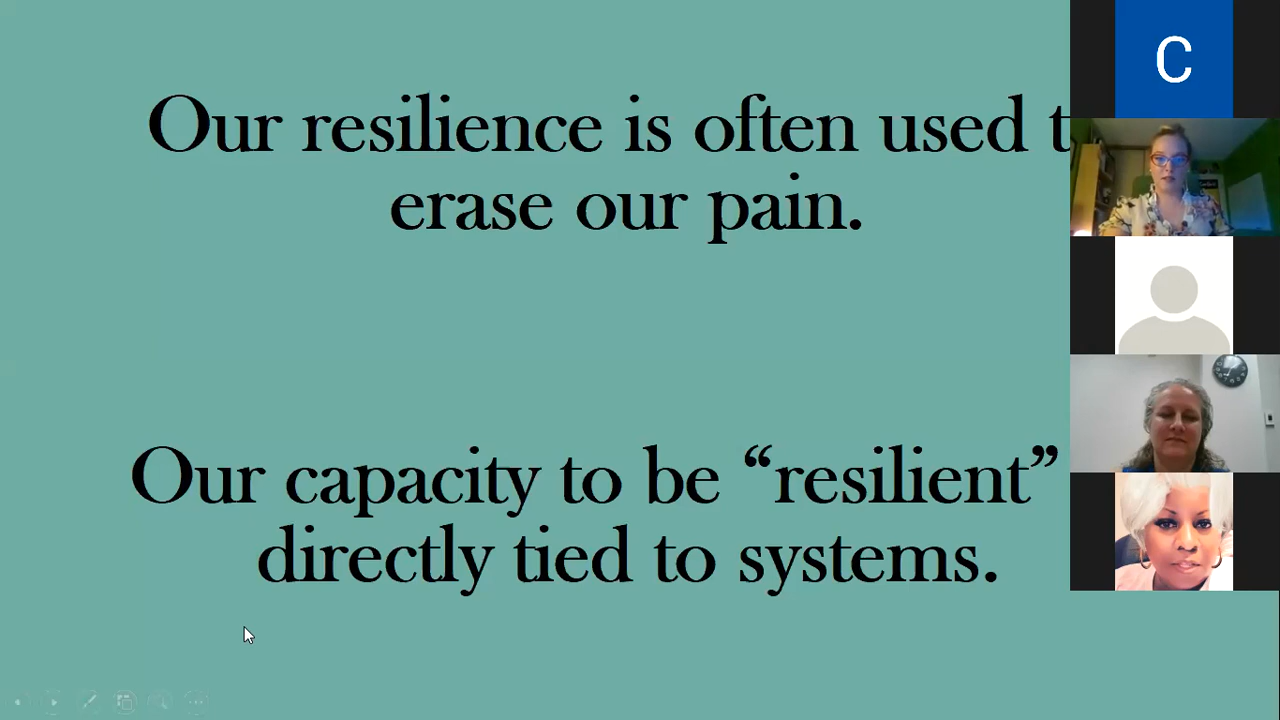 Our resilience is often used t
erase our pain.
Our capacity to be “resilient”
directly tied to systems.
C